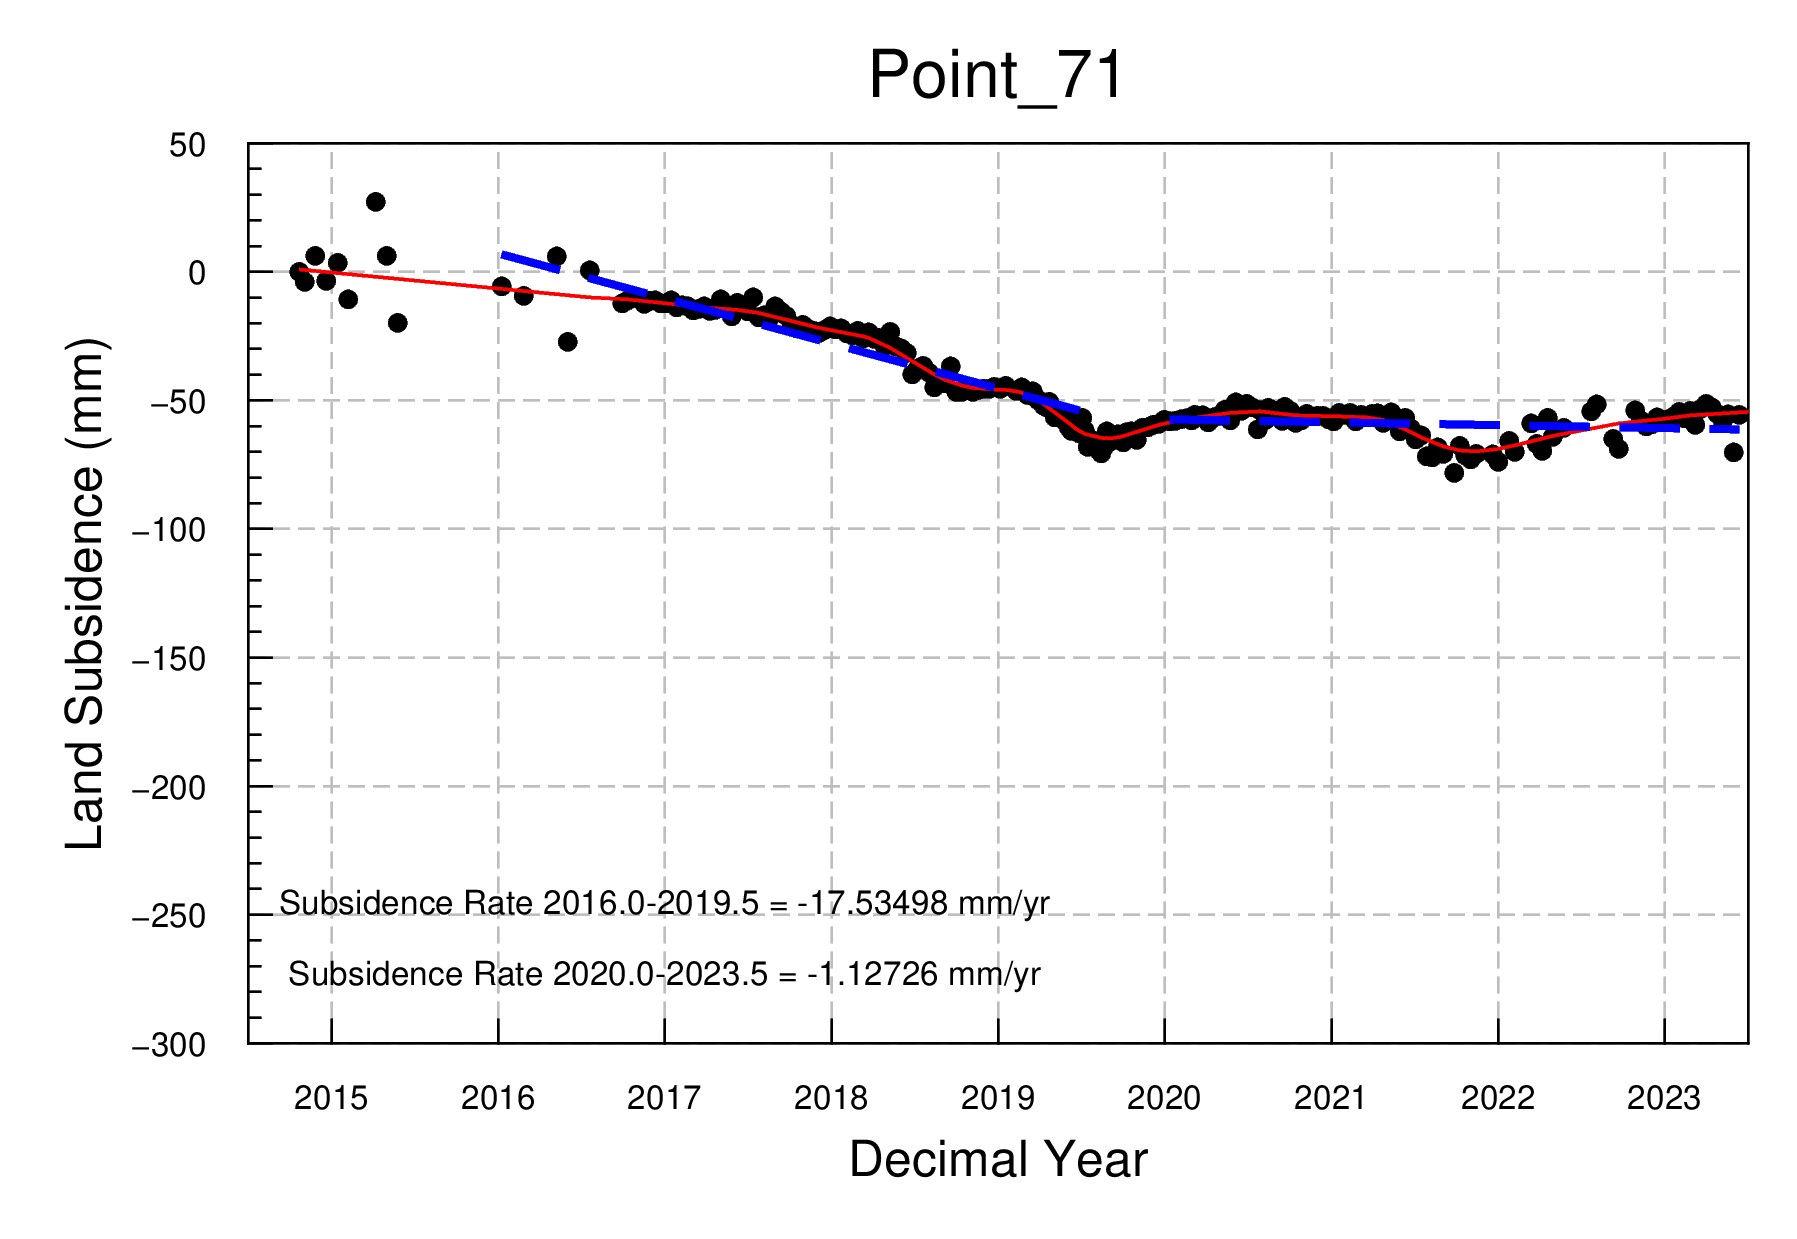 Point_71
50
0
−50
−100
−150
−200
−250
−300
Land Subsidence (mm)
Subsidence Rate 2016.0-2019.5 = -17.53498 mm/yr
Subsidence Rate 2020.0-2023.5 = -1.12726 mm/yr
2015 2016 2017 2018 2019 2020 2021 2022 2023
Decimal Year